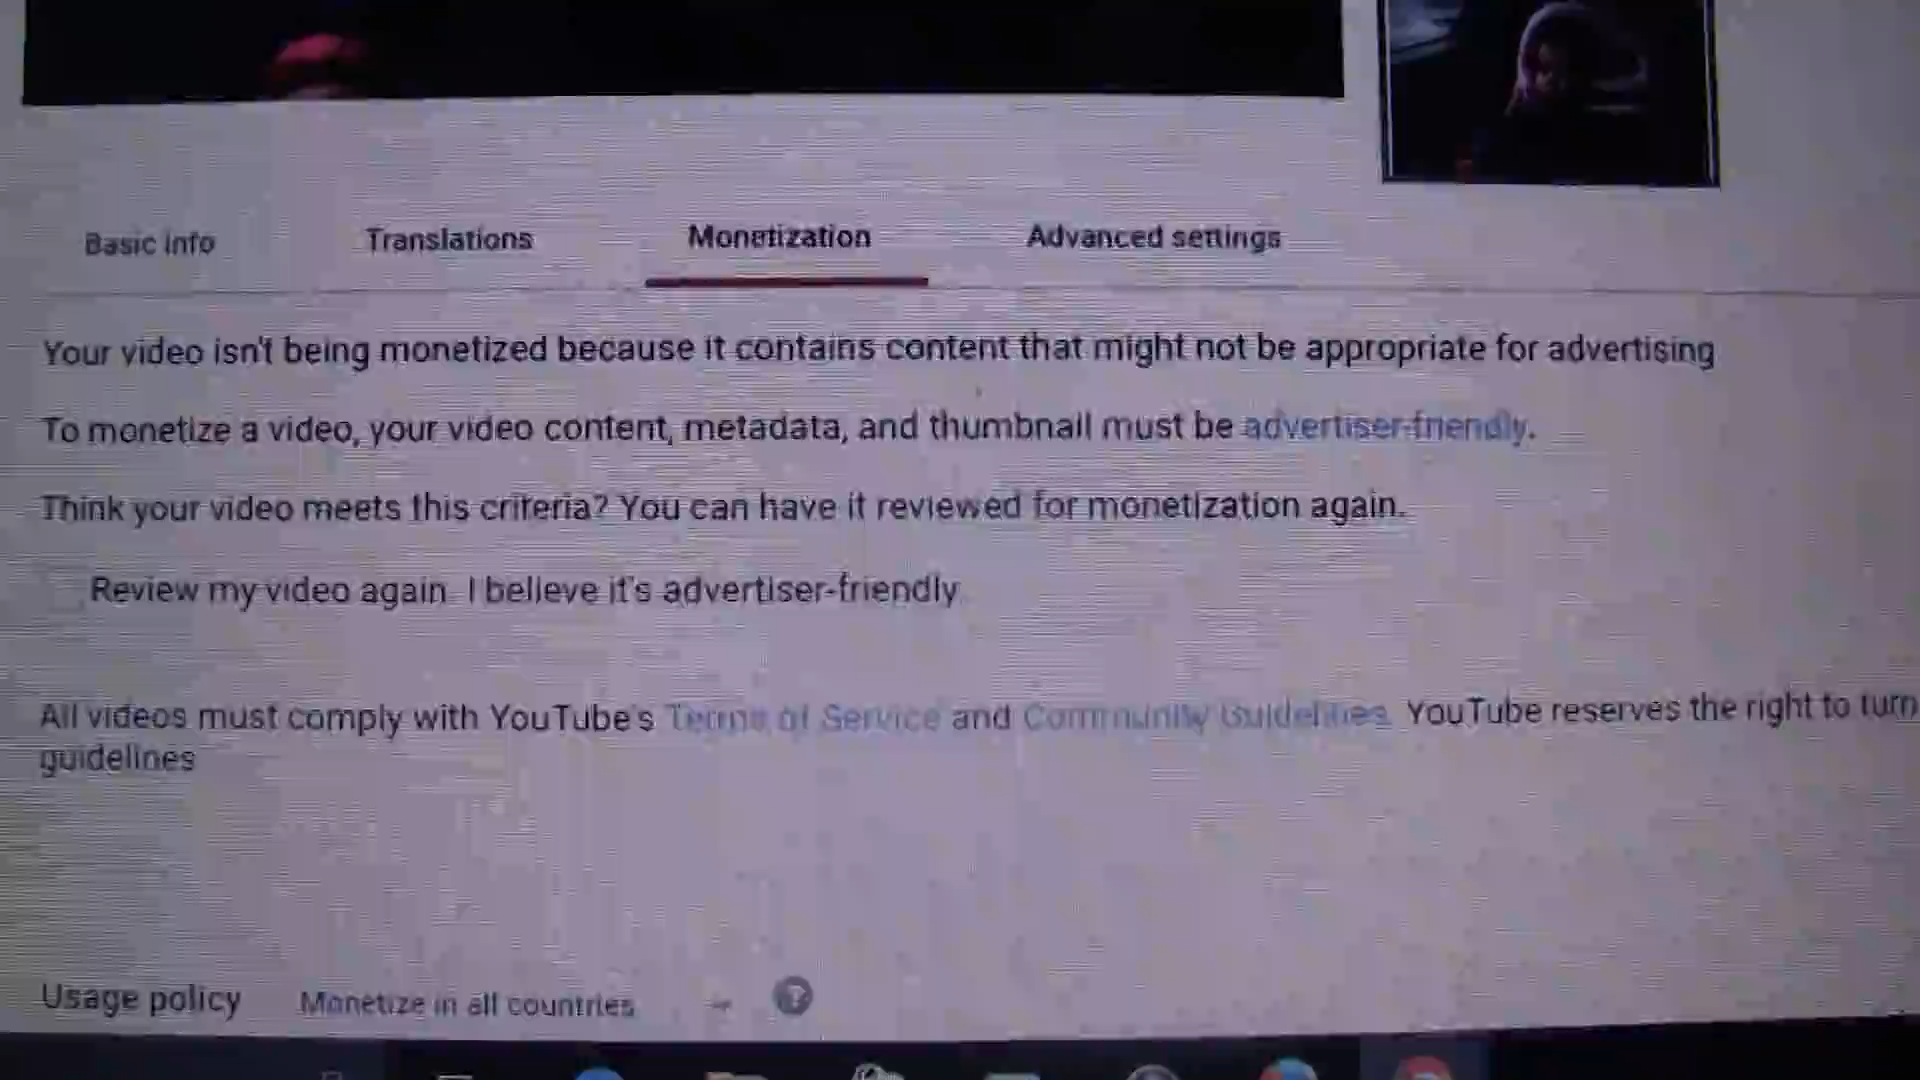 Basic info Translations Monetization Advanced settings
Your video isn't being monetized because it contains content that might not be appropriate for advertising
To monetize a video, your video content, metadata, and thumbnail must be advertiser-friendly.
Think your video meets this criteria? You can have it reviewed for monetization again.
Review my video again. I believe it's advertiser-friendly
All videos must comply with YouTube's Terms of Service and Community Guidelines. YouTube reserves the right to turn
guidelines
Usage policy Monetize in all countries ?